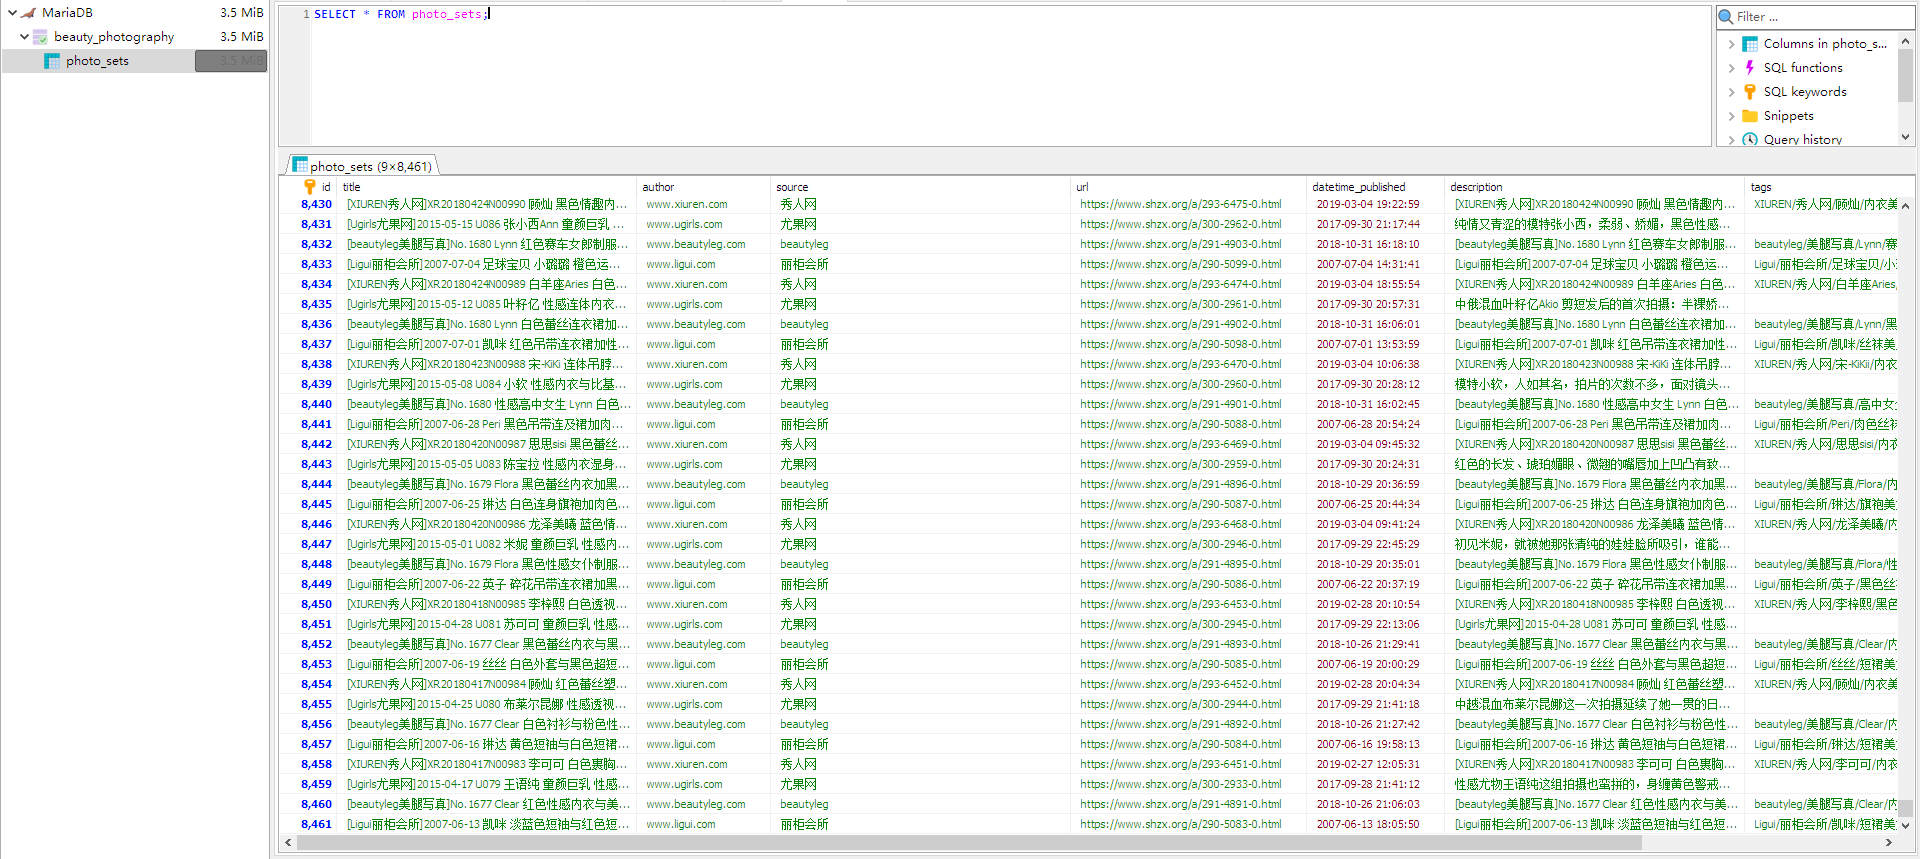 MariaDB 3.5 MiB
beauty_photography 3.5 MiB
photo_sets 3.5 MiB
1 SELECT * FROM photo_sets;
Filter ...
Columns in photo_s...
SQL functions
SQL keywords
Snippets
Query history
photo_sets (9×8,461)
id title author source url datetime_published description tags
8,430 [XIUREN秀人网]XR20180424N00990 顾灿 黑色情趣内... www.xiuren.com 秀人网 https://www.shzx.org/a/293-6475-0.html 2019-03-04 19:22:59 [XIUREN秀人网]XR20180424N00990 顾灿 黑色情趣内... XIUREN/秀人网/顾灿/内衣美
8,431 [Ugirls尤果网]2015-05-15 U086 张小西Ann 童颜巨乳 ... www.ugirls.com 尤果网 https://www.shzx.org/a/300-2962-0.html 2017-09-30 21:17:44 纯情又青涩的模特张小西，柔弱、娇媚，黑色性感...
8,432 [beautyleg美腿写真]No.1680 Lynn 红色赛车女郎制服... www.beautyleg.com beautyleg https://www.shzx.org/a/291-4903-0.html 2018-10-31 16:18:10 [beautyleg美腿写真]No.1680 Lynn 红色赛车女郎制服... beautyleg/美腿写真/Lynn/赛
8,433 [Ligui丽柜会所]2007-07-04 足球宝贝 小璐璐 橙色运... www.ligui.com 丽柜会所 https://www.shzx.org/a/290-5099-0.html 2007-07-04 14:31:41 [Ligui丽柜会所]2007-07-04 足球宝贝 小璐璐 橙色运... Ligui/丽柜会所/足球宝贝/小
8,434 [XIUREN秀人网]XR20180424N00989 白羊座Aries 白色... www.xiuren.com 秀人网 https://www.shzx.org/a/293-6474-0.html 2019-03-04 18:55:54 [XIUREN秀人网]XR20180424N00989 白羊座Aries 白色... XIUREN/秀人网/白羊座Aries/
8,435 [Ugirls尤果网]2015-05-12 U085 叶籽亿 性感连体内衣... www.ugirls.com 尤果网 https://www.shzx.org/a/300-2961-0.html 2017-09-30 20:57:31 中俄混血叶籽亿Akio 剪短发后的首次拍摄：半裸娇...
8,436 [beautyleg美腿写真]No.1680 Lynn 白色蕾丝连衣裙加... www.beautyleg.com beautyleg https://www.shzx.org/a/291-4902-0.html 2018-10-31 16:06:01 [beautyleg美腿写真]No.1680 Lynn 白色蕾丝连衣裙加... beautyleg/美腿写真/Lynn/黑
8,437 [Ligui丽柜会所]2007-07-01 凯咪 红色吊带连衣裙加性... www.ligui.com 丽柜会所 https://www.shzx.org/a/290-5098-0.html 2007-07-01 13:53:59 [Ligui丽柜会所]2007-07-01 凯咪 红色吊带连衣裙加性... Ligui/丽柜会所/凯咪/丝袜美
8,438 [XIUREN秀人网]XR20180423N00988 宋-KiKi 连体吊脖... www.xiuren.com 秀人网 https://www.shzx.org/a/293-6470-0.html 2019-03-04 10:06:38 [XIUREN秀人网]XR20180423N00988 宋-KiKi 连体吊脖... XIUREN/秀人网/宋-KiKi/内衣
8,439 [Ugirls尤果网]2015-05-08 U084 小软 性感内衣与比基... www.ugirls.com 尤果网 https://www.shzx.org/a/300-2960-0.html 2017-09-30 20:28:12 模特小软，人如其名，拍片的次数不多，面对镜头...
8,440 [beautyleg美腿写真]No.1680 性感高中女生 Lynn 白色... www.beautyleg.com beautyleg https://www.shzx.org/a/291-4901-0.html 2018-10-31 16:02:45 [beautyleg美腿写真]No.1680 性感高中女生 Lynn 白色... beautyleg/美腿写真/高中女
8,441 [Ligui丽柜会所]2007-06-28 Peri 黑色吊带连及裙加肉... www.ligui.com 丽柜会所 https://www.shzx.org/a/290-5088-0.html 2007-06-28 20:54:24 [Ligui丽柜会所]2007-06-28 Peri 黑色吊带连及裙加肉... Ligui/丽柜会所/Peri/肉色丝袜
8,442 [XIUREN秀人网]XR20180420N00987 思思sisi 黑色蕾丝... www.xiuren.com 秀人网 https://www.shzx.org/a/293-6469-0.html 2019-03-04 09:45:32 [XIUREN秀人网]XR20180420N00987 思思sisi 黑色蕾丝... XIUREN/秀人网/思思sisi/内衣
8,443 [Ugirls尤果网]2015-05-05 U083 陈宝拉 性感内衣湿身... www.ugirls.com 尤果网 https://www.shzx.org/a/300-2959-0.html 2017-09-30 20:24:31 红色的长发、琥珀媚眼、微翘的嘴唇加上凹凸有致...
8,444 [beautyleg美腿写真]No.1679 Flora 黑色蕾丝内衣加黑... www.beautyleg.com beautyleg https://www.shzx.org/a/291-4896-0.html 2018-10-29 20:36:59 [beautyleg美腿写真]No.1679 Flora 黑色蕾丝内衣加黑... beautyleg/美腿写真/Flora/内
8,445 [Ligui丽柜会所]2007-06-25 琳达 白色连身旗袍加肉色... www.ligui.com 丽柜会所 https://www.shzx.org/a/290-5087-0.html 2007-06-25 20:44:34 [Ligui丽柜会所]2007-06-25 琳达 白色连身旗袍加肉色... Ligui/丽柜会所/琳达/旗袍美
8,446 [XIUREN秀人网]XR20180420N00986 龙泽美曦 蓝色情... www.xiuren.com 秀人网 https://www.shzx.org/a/293-6468-0.html 2019-03-04 09:41:24 [XIUREN秀人网]XR20180420N00986 龙泽美曦 蓝色情... XIUREN/秀人网/龙泽美曦/内
8,447 [Ugirls尤果网]2015-05-01 U082 米妮 童颜巨乳 性感内... www.ugirls.com 尤果网 https://www.shzx.org/a/300-2946-0.html 2017-09-29 22:45:29 初见米妮，就被她那张清纯的娃娃脸所吸引，谁能...
8,448 [beautyleg美腿写真]No.1679 Flora 黑色性感女仆制服... www.beautyleg.com beautyleg https://www.shzx.org/a/291-4895-0.html 2018-10-29 20:35:01 [beautyleg美腿写真]No.1679 Flora 黑色性感女仆制服... beautyleg/美腿写真/Flora/性
8,449 [Ligui丽柜会所]2007-06-22 英子 碎花吊带连衣裙加黑... www.ligui.com 丽柜会所 https://www.shzx.org/a/290-5086-0.html 2007-06-22 20:37:19 [Ligui丽柜会所]2007-06-22 英子 碎花吊带连衣裙加黑... Ligui/丽柜会所/英子/黑色丝
8,450 [XIUREN秀人网]XR20180418N00985 李梓熙 白色透视... www.xiuren.com 秀人网 https://www.shzx.org/a/293-6453-0.html 2019-02-28 20:10:54 [XIUREN秀人网]XR20180418N00985 李梓熙 白色透视... XIUREN/秀人网/李梓熙/黑色
8,451 [Ugirls尤果网]2015-04-28 U081 苏可可 童颜巨乳 性感... www.ugirls.com 尤果网 https://www.shzx.org/a/300-2945-0.html 2017-09-29 22:13:06 [Ugirls尤果网]2015-04-28 U081 苏可可 童颜巨乳 性感...
8,452 [beautyleg美腿写真]No.1677 Clear 黑色蕾丝内衣与黑... www.beautyleg.com beautyleg https://www.shzx.org/a/291-4893-0.html 2018-10-26 21:29:41 [beautyleg美腿写真]No.1677 Clear 黑色蕾丝内衣与黑... beautyleg/美腿写真/Clear/内
8,453 [Ligui丽柜会所]2007-06-19 丝丝 白色外套与黑色超短... www.ligui.com 丽柜会所 https://www.shzx.org/a/290-5085-0.html 2007-06-19 20:00:29 [Ligui丽柜会所]2007-06-19 丝丝 白色外套与黑色超短... Ligui/丽柜会所/丝丝/短裙美
8,454 [XIUREN秀人网]XR20180417N00984 顾灿 红色蕾丝塑... www.xiuren.com 秀人网 https://www.shzx.org/a/293-6452-0.html 2019-02-28 20:04:34 [XIUREN秀人网]XR20180417N00984 顾灿 红色蕾丝塑... XIUREN/秀人网/顾灿/内衣美
8,455 [Ugirls尤果网]2015-04-25 U080 布莱尔昆娜 性感透视... www.ugirls.com 尤果网 https://www.shzx.org/a/300-2944-0.html 2017-09-29 21:41:18 中越混血布莱尔昆娜这一次拍摄延续了她一贯的日...
8,456 [beautyleg美腿写真]No.1677 Clear 白色衬衫与粉色性... www.beautyleg.com beautyleg https://www.shzx.org/a/291-4892-0.html 2018-10-26 21:27:42 [beautyleg美腿写真]No.1677 Clear 白色衬衫与粉色性... beautyleg/美腿写真/Clear/内
8,457 [Ligui丽柜会所]2007-06-16 琳达 黄色短袖与白色短裙... www.ligui.com 丽柜会所 https://www.shzx.org/a/290-5084-0.html 2007-06-16 19:58:13 [Ligui丽柜会所]2007-06-16 琳达 黄色短袖与白色短裙... Ligui/丽柜会所/琳达/短裙美
8,458 [XIUREN秀人网]XR20180417N00983 李可可 白色裹胸... www.xiuren.com 秀人网 https://www.shzx.org/a/293-6451-0.html 2019-02-27 12:05:31 [XIUREN秀人网]XR20180417N00983 李可可 白色裹胸... XIUREN/秀人网/李可可/内衣
8,459 [Ugirls尤果网]2015-04-17 U079 王语纯 童颜巨乳 性感... www.ugirls.com 尤果网 https://www.shzx.org/a/300-2933-0.html 2017-09-28 21:41:12 性感尤物王语纯这组拍摄也蛮拼的，身缠黄色警戒...
8,460 [beautyleg美腿写真]No.1677 Clear 红色性感内衣与美... www.beautyleg.com beautyleg https://www.shzx.org/a/291-4891-0.html 2018-10-26 21:06:03 [beautyleg美腿写真]No.1677 Clear 红色性感内衣与美... beautyleg/美腿写真/Clear/内
8,461 [Ligui丽柜会所]2007-06-13 凯咪 淡蓝色短袖与红色短... www.ligui.com 丽柜会所 https://www.shzx.org/a/290-5083-0.html 2007-06-13 18:05:50 [Ligui丽柜会所]2007-06-13 凯咪 淡蓝色短袖与红色短... Ligui/丽柜会所/凯咪/短裙